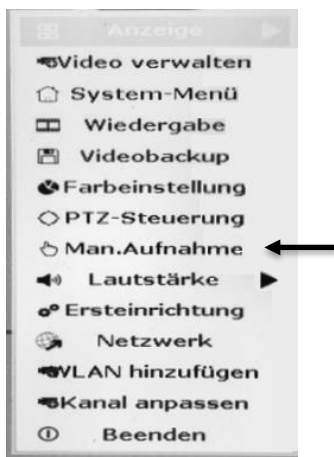 Anzeige
Video verwalten
System-Menü
Wiedergabe
Videobackup
Farbeinstellung
PTZ-Steuerung
Man.Aufnahme
Lautstärke
Ersteinrichtung
Netzwerk
WLAN hinzufügen
Kanal anpassen
Beenden